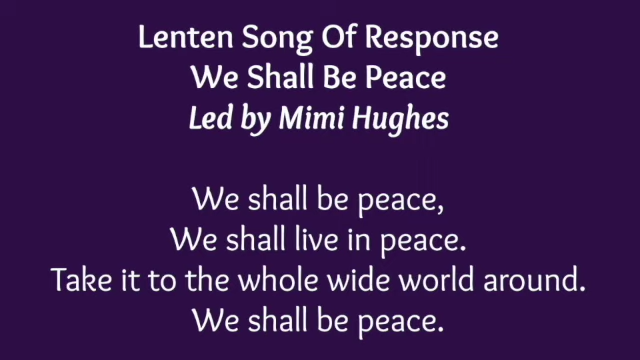 Lenten Song Of Response
We Shall Be Peace
Led by Mimi Hughes
We shall be peace,
We shall live in peace.
Take it to the whole wide world around.
We shall be peace.